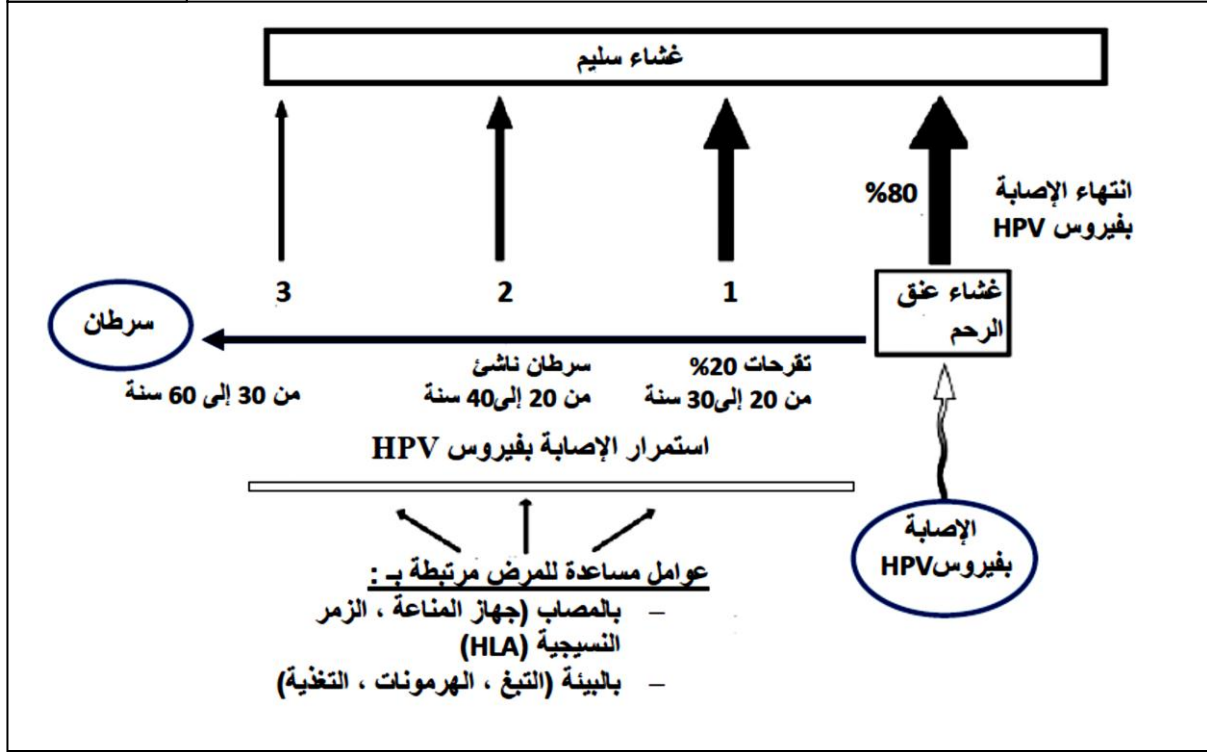 غشاء سليم
%80
انتهاء الإصابة
بفيروس HPV
3
2
1
غشاء عنق
الرحم
سرطان
تقرحات 20%
من 20 إلى30 سنة
سرطان ناشئ
من 20 إلى40 سنة
من 30 إلى 60 سنة
استمرار الإصابة بفيروس HPV
الإصابة
بفيروسHPV
عوامل مساعدة للمرض مرتبطة بـ :
– بالمصاب (جهاز المناعة ، الزمر
النسيجية (HLA)
– بالبيئة (التبغ ، الهرمونات ، التغذية)